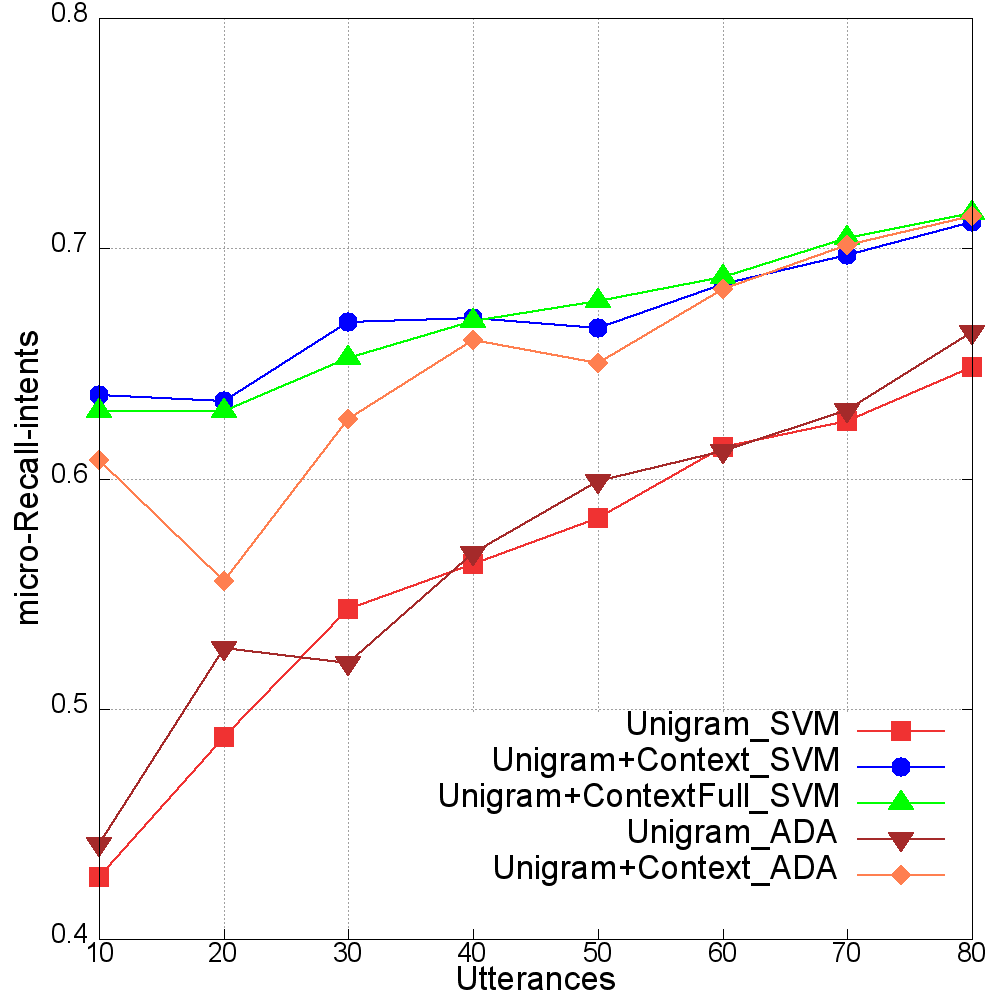 0.8
0.7
0.6
0.5
0.4
micro-Recall-intents
Unigram_SVM
Unigram+Context_SVM
Unigram+ContextFull_SVM
Unigram_ADA
Unigram+Context_ADA
10 20 30 40 50 60 70 80
Utterances